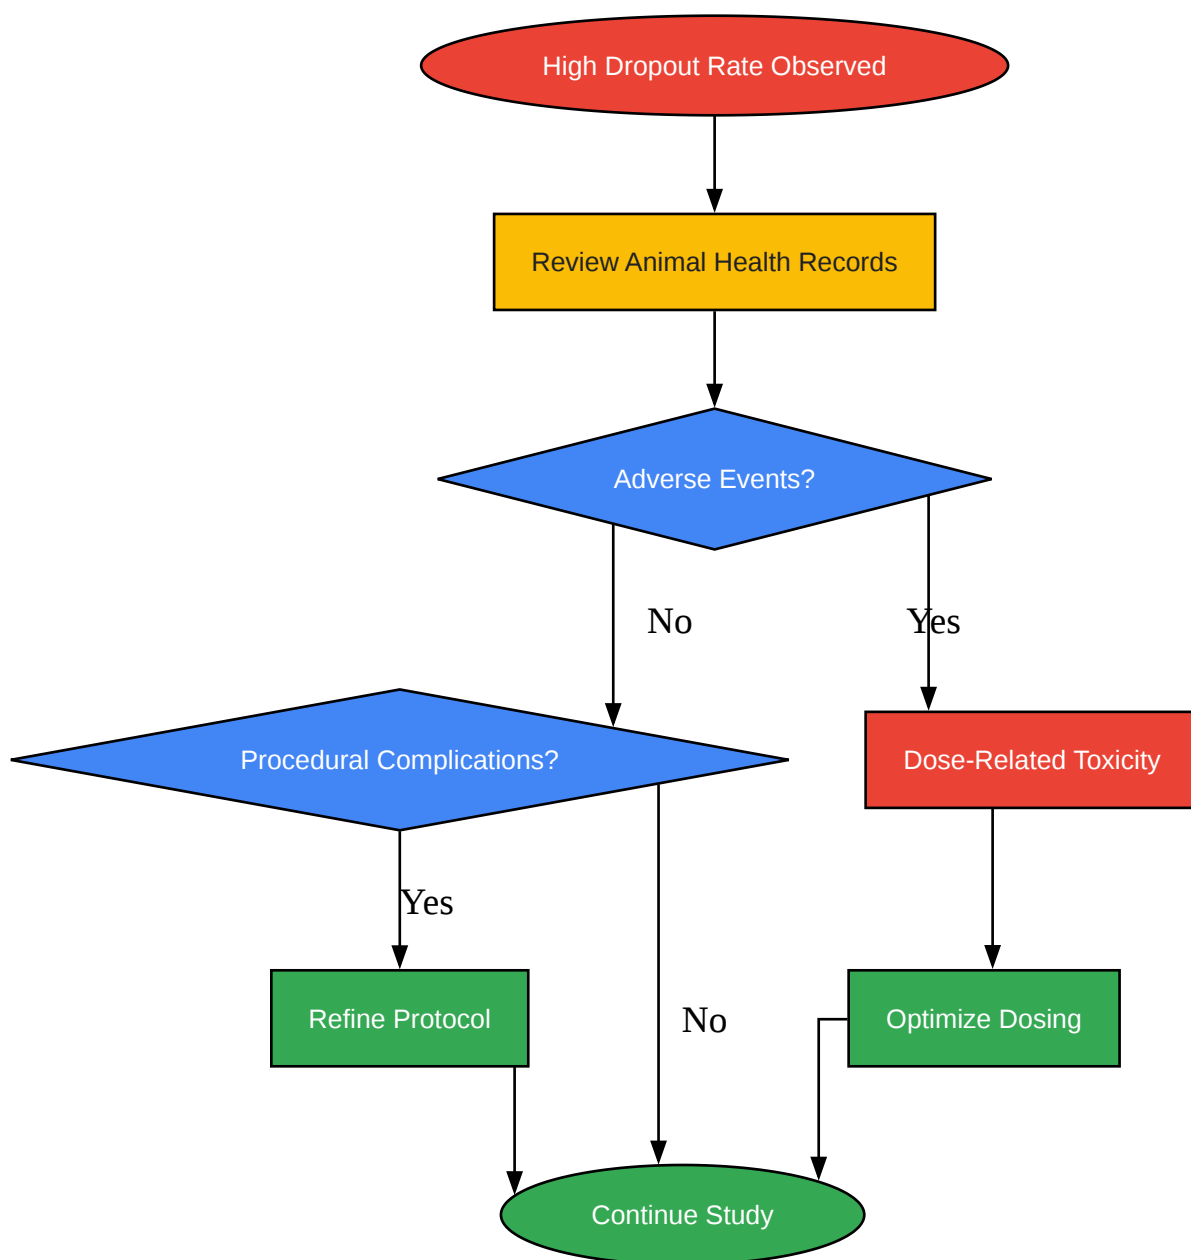 High Dropout Rate Observed
Review Animal Health Records
Adverse Events?
No
Yes
Procedural Complications?
Dose-Related Toxicity
Yes
Refine Protocol
No
Optimize Dosing
Continue Study